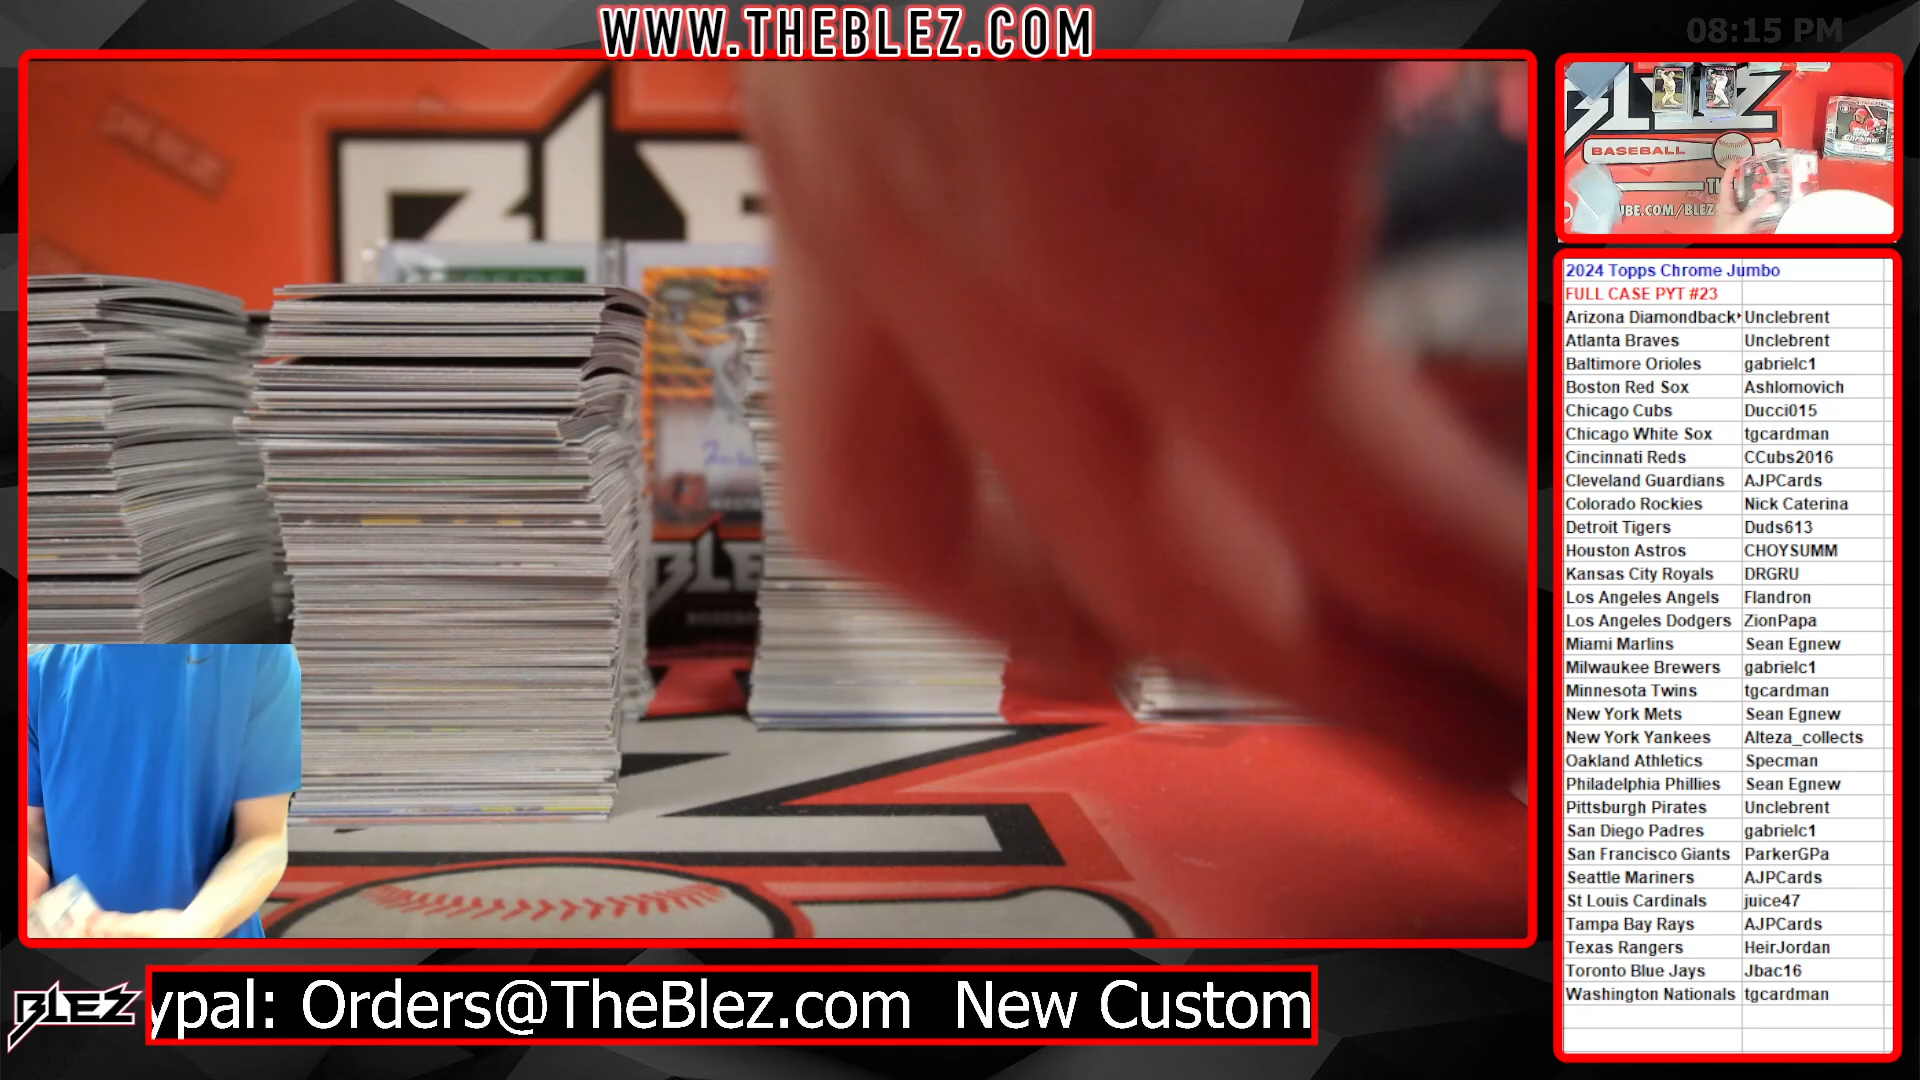 WWW.THEBLEZ.COM
08:15 PM
BLEZ
BASEBALL
UBE.COM/BLEZ
2024 Topps Chrome Jumbo
FULL CASE PYT #23
Arizona Diamondback Unclebrent
Atlanta Braves Unclebrent
Baltimore Orioles gabrielc1
Boston Red Sox Ashlomovich
Chicago Cubs Ducci015
Chicago White Sox tgcardman
Cincinnati Reds CCubs2016
Cleveland Guardians AJPCards
Colorado Rockies Nick Caterina
Detroit Tigers Duds613
Houston Astros CHOYSUMM
Kansas City Royals DRGRU
Los Angeles Angels Flandron
Los Angeles Dodgers ZionPapa
Miami Marlins Sean Egnew
Milwaukee Brewers gabrielc1
Minnesota Twins tgcardman
New York Mets Sean Egnew
New York Yankees Alteza_collects
Oakland Athletics Specman
Philadelphia Phillies Sean Egnew
Pittsburgh Pirates Unclebrent
San Diego Padres gabrielc1
San Francisco Giants ParkerGPa
Seattle Mariners AJPCards
St Louis Cardinals juice47
Tampa Bay Rays AJPCards
Texas Rangers HeirJordan
Toronto Blue Jays Jbac16
Washington Nationals tgcardman
BLEZ
ypal: Orders@TheBlez.com New Custom